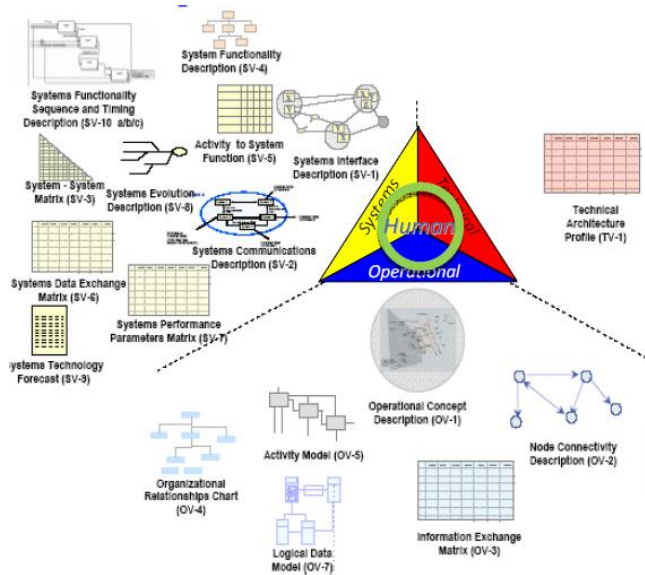 System Functionality
Description (SV-4)
Systems Functionality
Sequence and Timing
Description (SV-10 a/b/c)
Activity to System
Function (SV-5)
Systems Interface
Description (SV-1)
System - System
Matrix (SV-3)
Systems Evolution
Description (SV-8)
Systems Communications
Description (SV-2)
Systems Data Exchange
Matrix (SV-6)
Systems Performance
Parameters Matrix (SV-7)
ystems Technology
Forecast (SV-9)
Systems
Technical
Human
Operational
Technical
Architecture
Profile (TV-1)
Operational Concept
Description (OV-1)
Node Connectivity
Description (OV-2)
Activity Model (OV-5)
Organizational
Relationships Chart
(OV-4)
Information Exchange
Matrix (OV-3)
Logical Data
Model (OV-7)